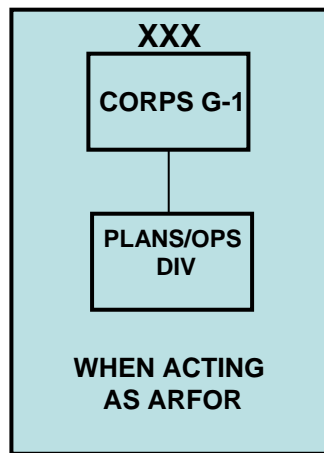 XXX
CORPS G-1
PLANS/OPS
DIV
WHEN ACTING
AS ARFOR